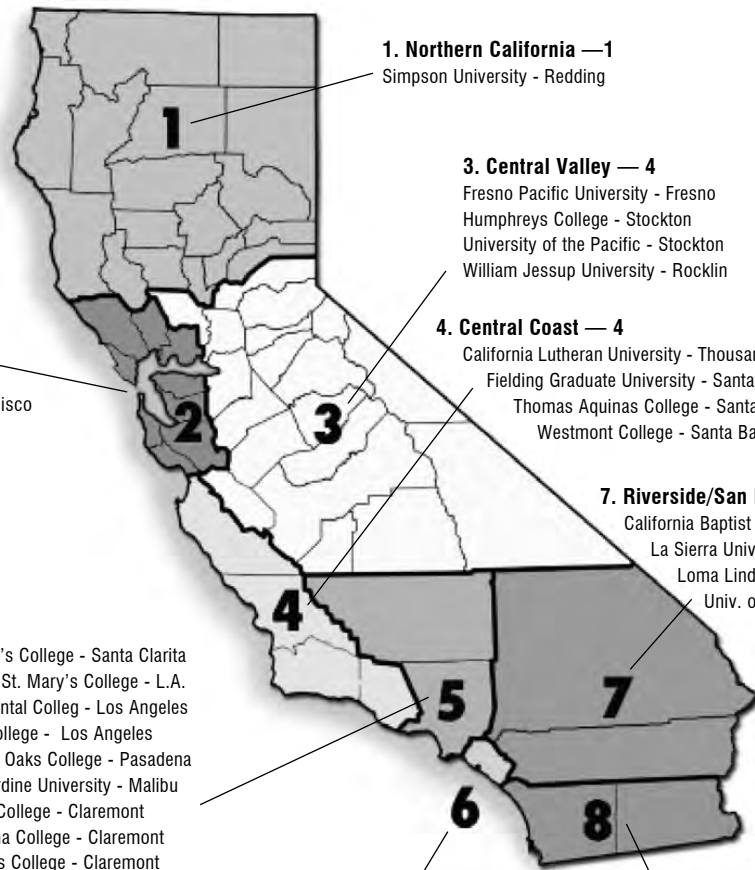 1. Northern California —1
Simpson University - Redding
3. Central Valley — 4
Fresno Pacific University - Fresno
Humphreys College - Stockton
University of the Pacific - Stockton
William Jessup University - Rocklin
4. Central Coast — 4
California Lutheran University - Thousan
Fielding Graduate University - Santa
Thomas Aquinas College - Santa
Westmont College - Santa Ba
isco
7. Riverside/San
California Baptist
La Sierra Univ
Loma Lind
Univ. o
's College - Santa Clarita
St. Mary's College - L.A.
ntal Colleg - Los Angeles
ollege - Los Angeles
Oaks College - Pasadena
rdine University - Malibu
College - Claremont
na College - Claremont
s College - Claremont
1
2
3
4
5
6
7
8